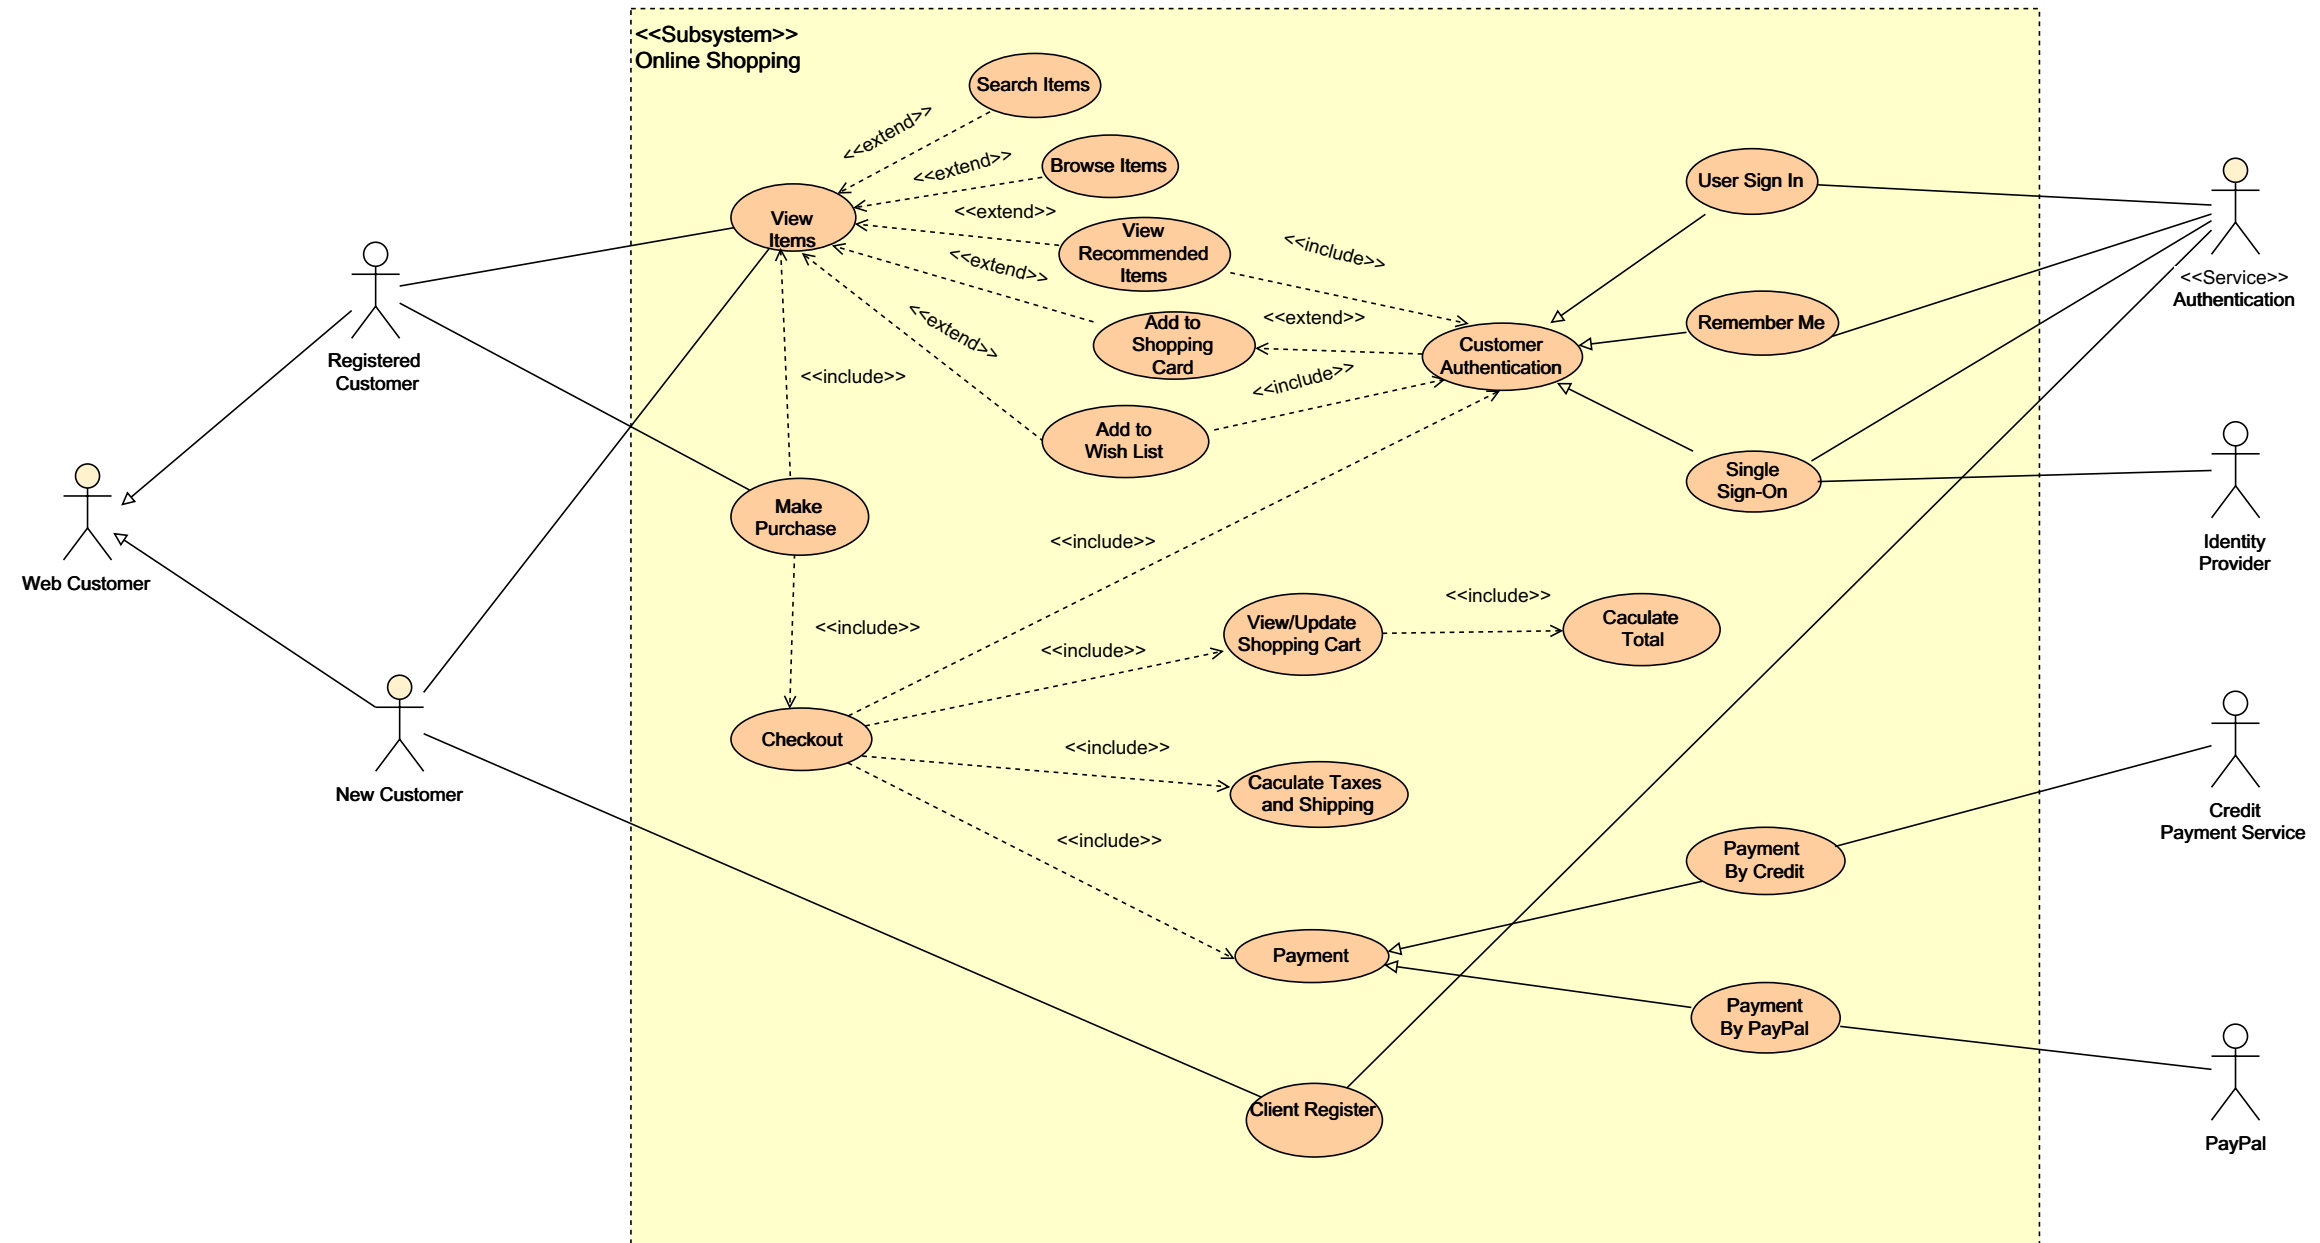 <<Subsystem>>
Online Shopping
Search Items
<<extend>>
Browse Items
<<extend>>
User Sign In
View
Items
<<extend>>
View
Recommended
Items
<<include>>
<<extend>>
<<Service>>
Authentication
Registered
Customer
<<extend>>
Add to
Shopping
Card
<<extend>>
Customer
Authentication
Remember Me
<<include>>
<<include>>
Add to
Wish List
Single
Sign-On
Make
Purchase
<<include>>
Identity
Provider
Web Customer
<<include>>
<<include>>
View/Update
Shopping Cart
<<include>>
Caculate
Total
Checkout
<<include>>
New Customer
Caculate Taxes
and Shipping
<<include>>
Credit
Payment Service
Payment
By Credit
Payment
Payment
By PayPal
Client Register
PayPal